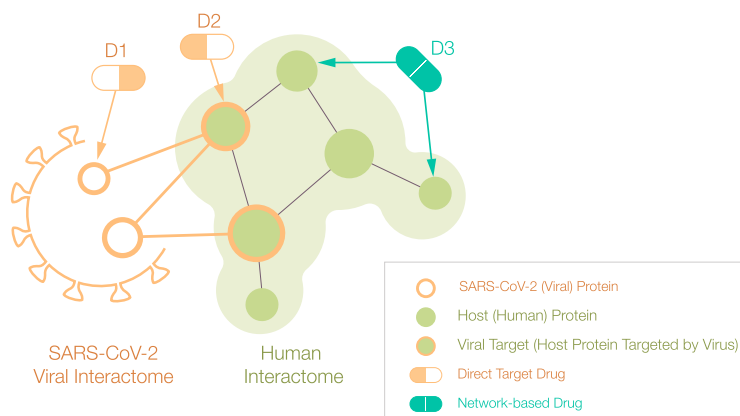 D1
D2
D3
SARS-CoV-2
Viral Interactome
Human
Interactome
SARS-CoV-2 (Viral) Protein
Host (Human) Protein
Viral Target (Host Protein Targeted by Virus)
Direct Target Drug
Network-based Drug